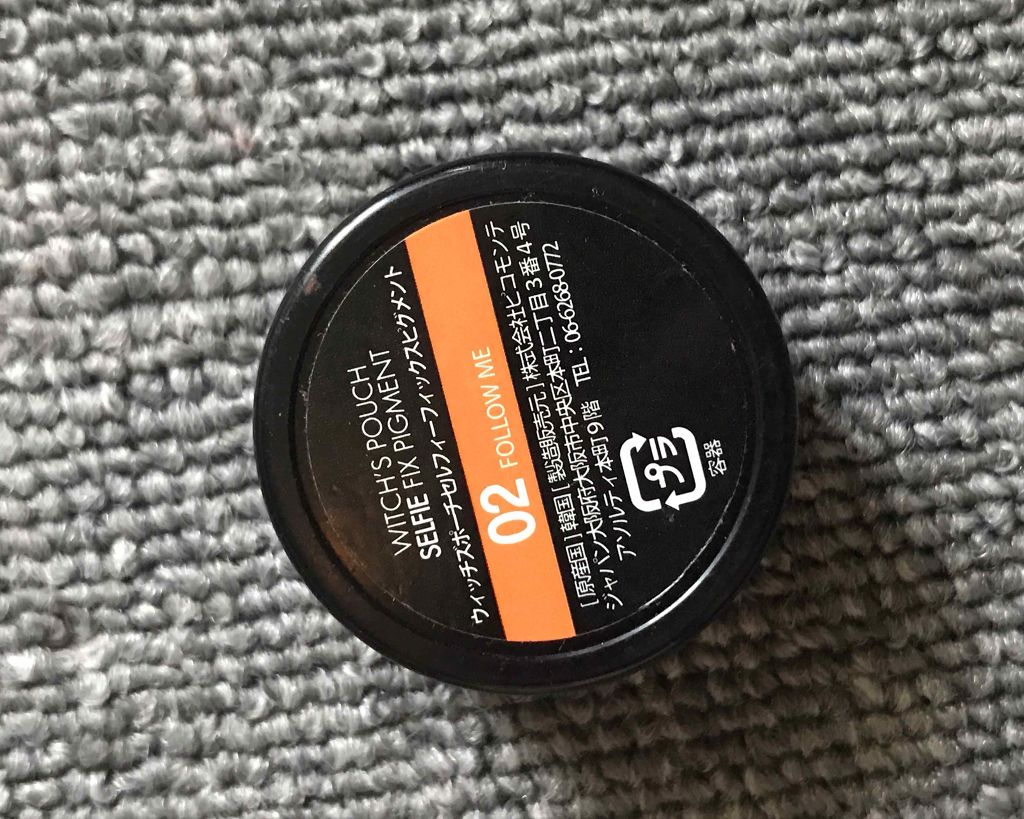 WITCH'S POUCH
SELFIE FIX PIGMENT
ウィッチズポーチセルフィーフィックスピグメント
02 FOLLOW ME
[原産国]韓国[製造販売元]株式会社ピコモンテ
ジャパン大阪府大阪市中央区本町二丁目3番4号
アソルティ本町9階 TEL:06-6268-0772
プラ
容器